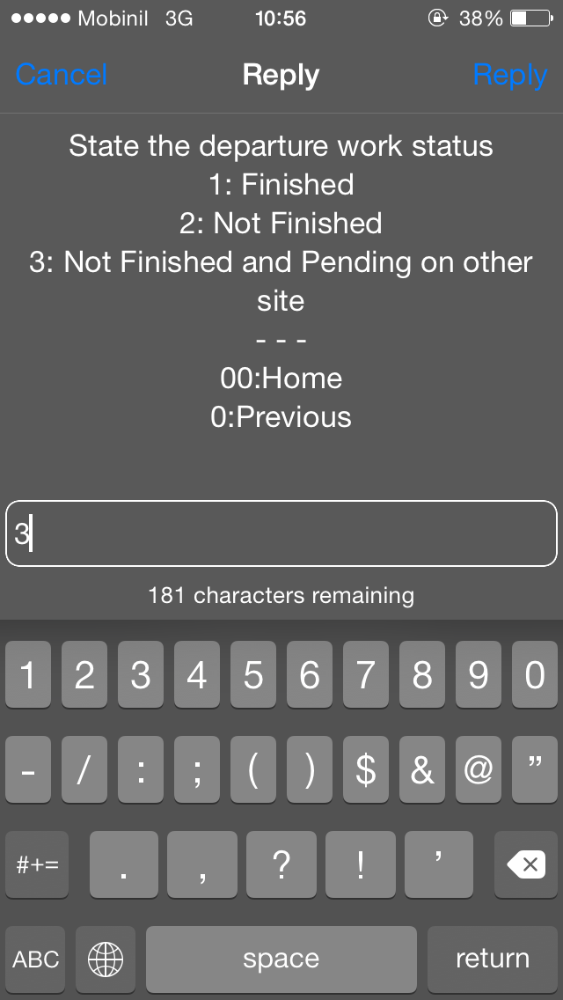 Mobinil 3G 10:56 38%
Cancel Reply Reply
State the departure work status
1: Finished
2: Not Finished
3: Not Finished and Pending on other
site
- - -
00:Home
0:Previous
3
181 characters remaining
1 2 3 4 5 6 7 8 9 0
- / : ; ( ) $ & @ ”
#+= . , ? ! ’
ABC space return